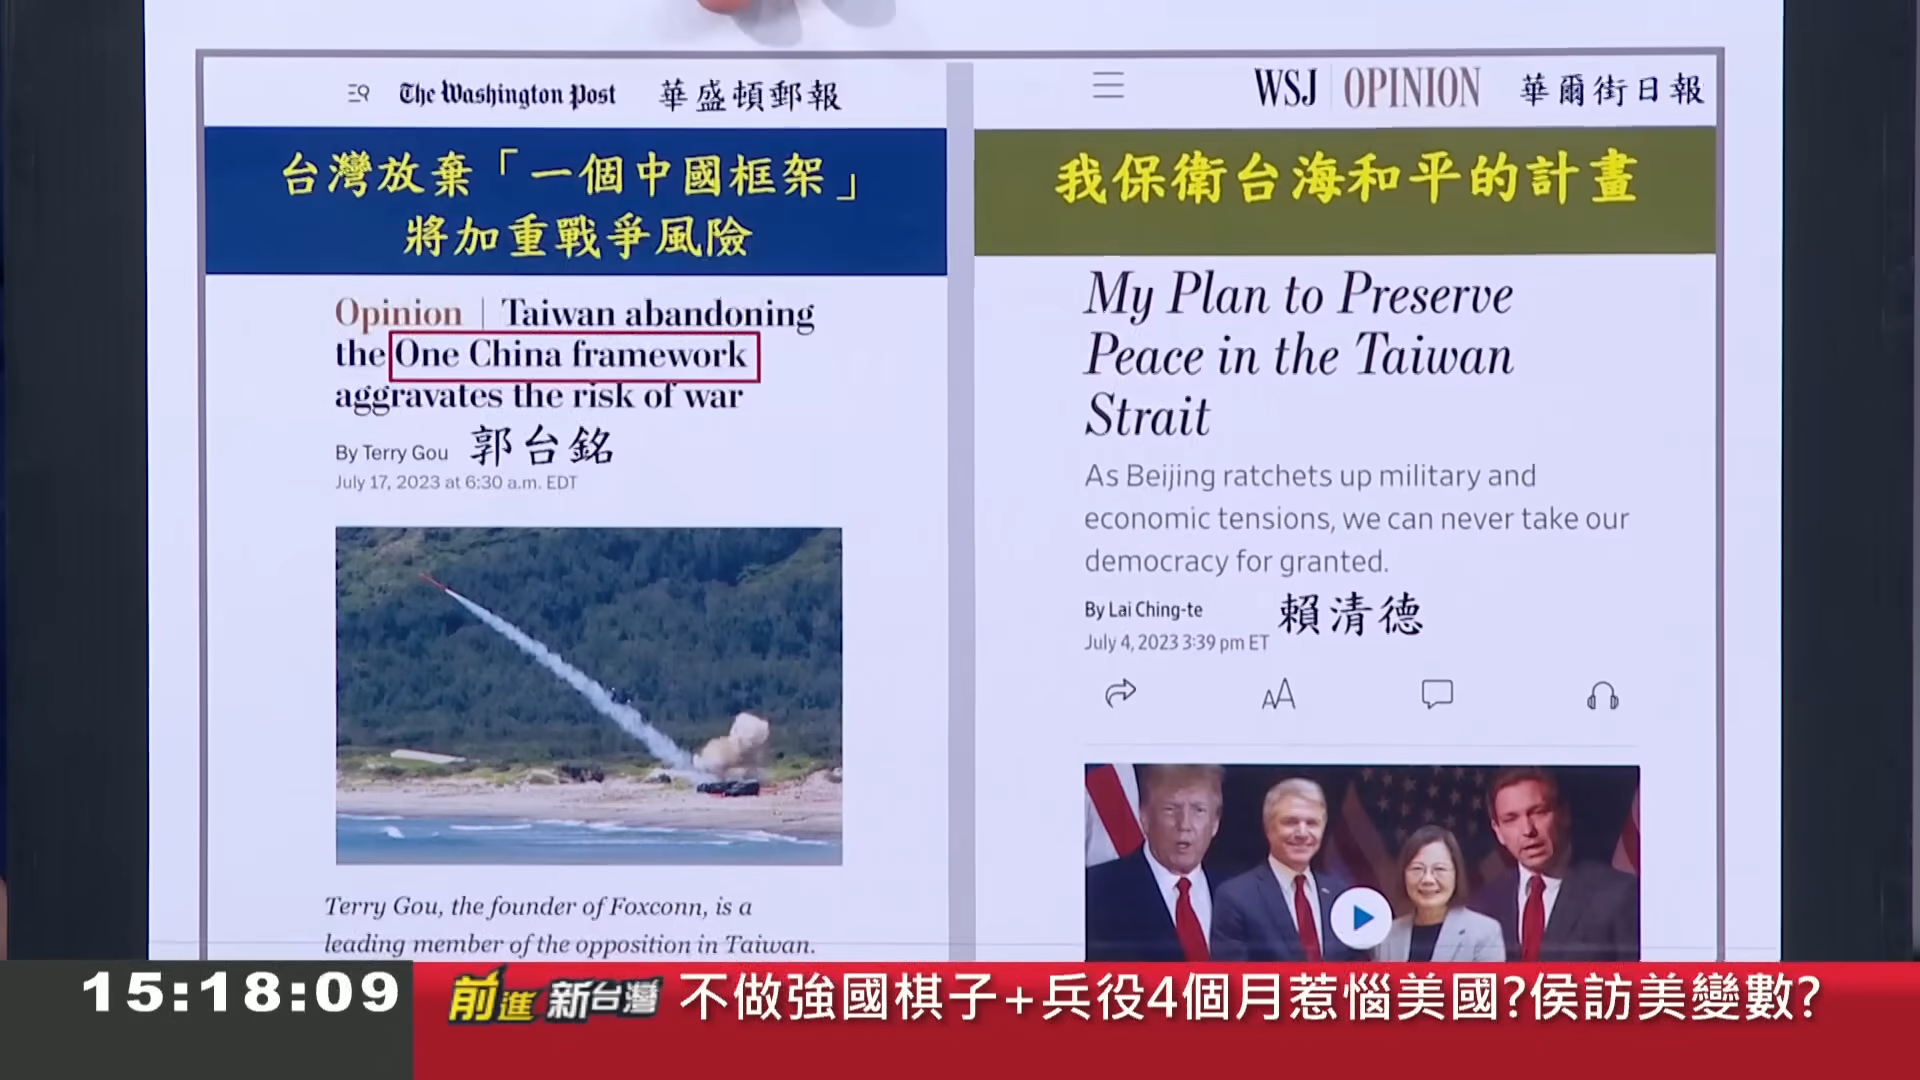 The Washington Post 華盛頓郵報
台灣放棄「一個中國框架」
將加重戰爭風險
Opinion | Taiwan abandoning
the One China framework
aggravates the risk of war
By Terry Gou 郭台銘
July 17, 2023 at 6:30 a.m. EDT
Terry Gou, the founder of Foxconn, is a
leading member of the opposition in Taiwan.
WSJ | OPINION 華爾街日報
我保衛台海和平的計畫
My Plan to Preserve
Peace in the Taiwan
Strait
As Beijing ratchets up military and
economic tensions, we can never take our
democracy for granted.
By Lai Ching-te 賴清德
July 4, 2023 3:39 pm ET
AA
15:18:09
前進新台灣 不做強國棋子+兵役4個月惹惱美國?侯訪美變數?